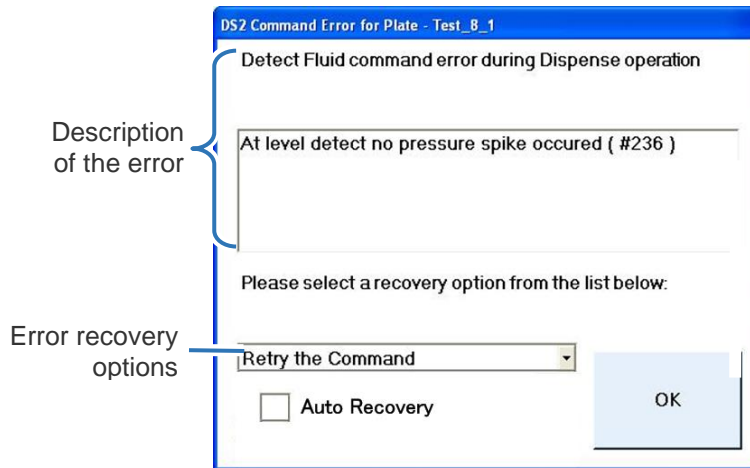 DS2 Command Error for Plate - Test_8_1
Detect Fluid command error during Dispense operation
Description
of the error
At level detect no pressure spike occured ( #236 )
Please select a recovery option from the list below:
Error recovery
options
Retry the Command
Auto Recovery
OK